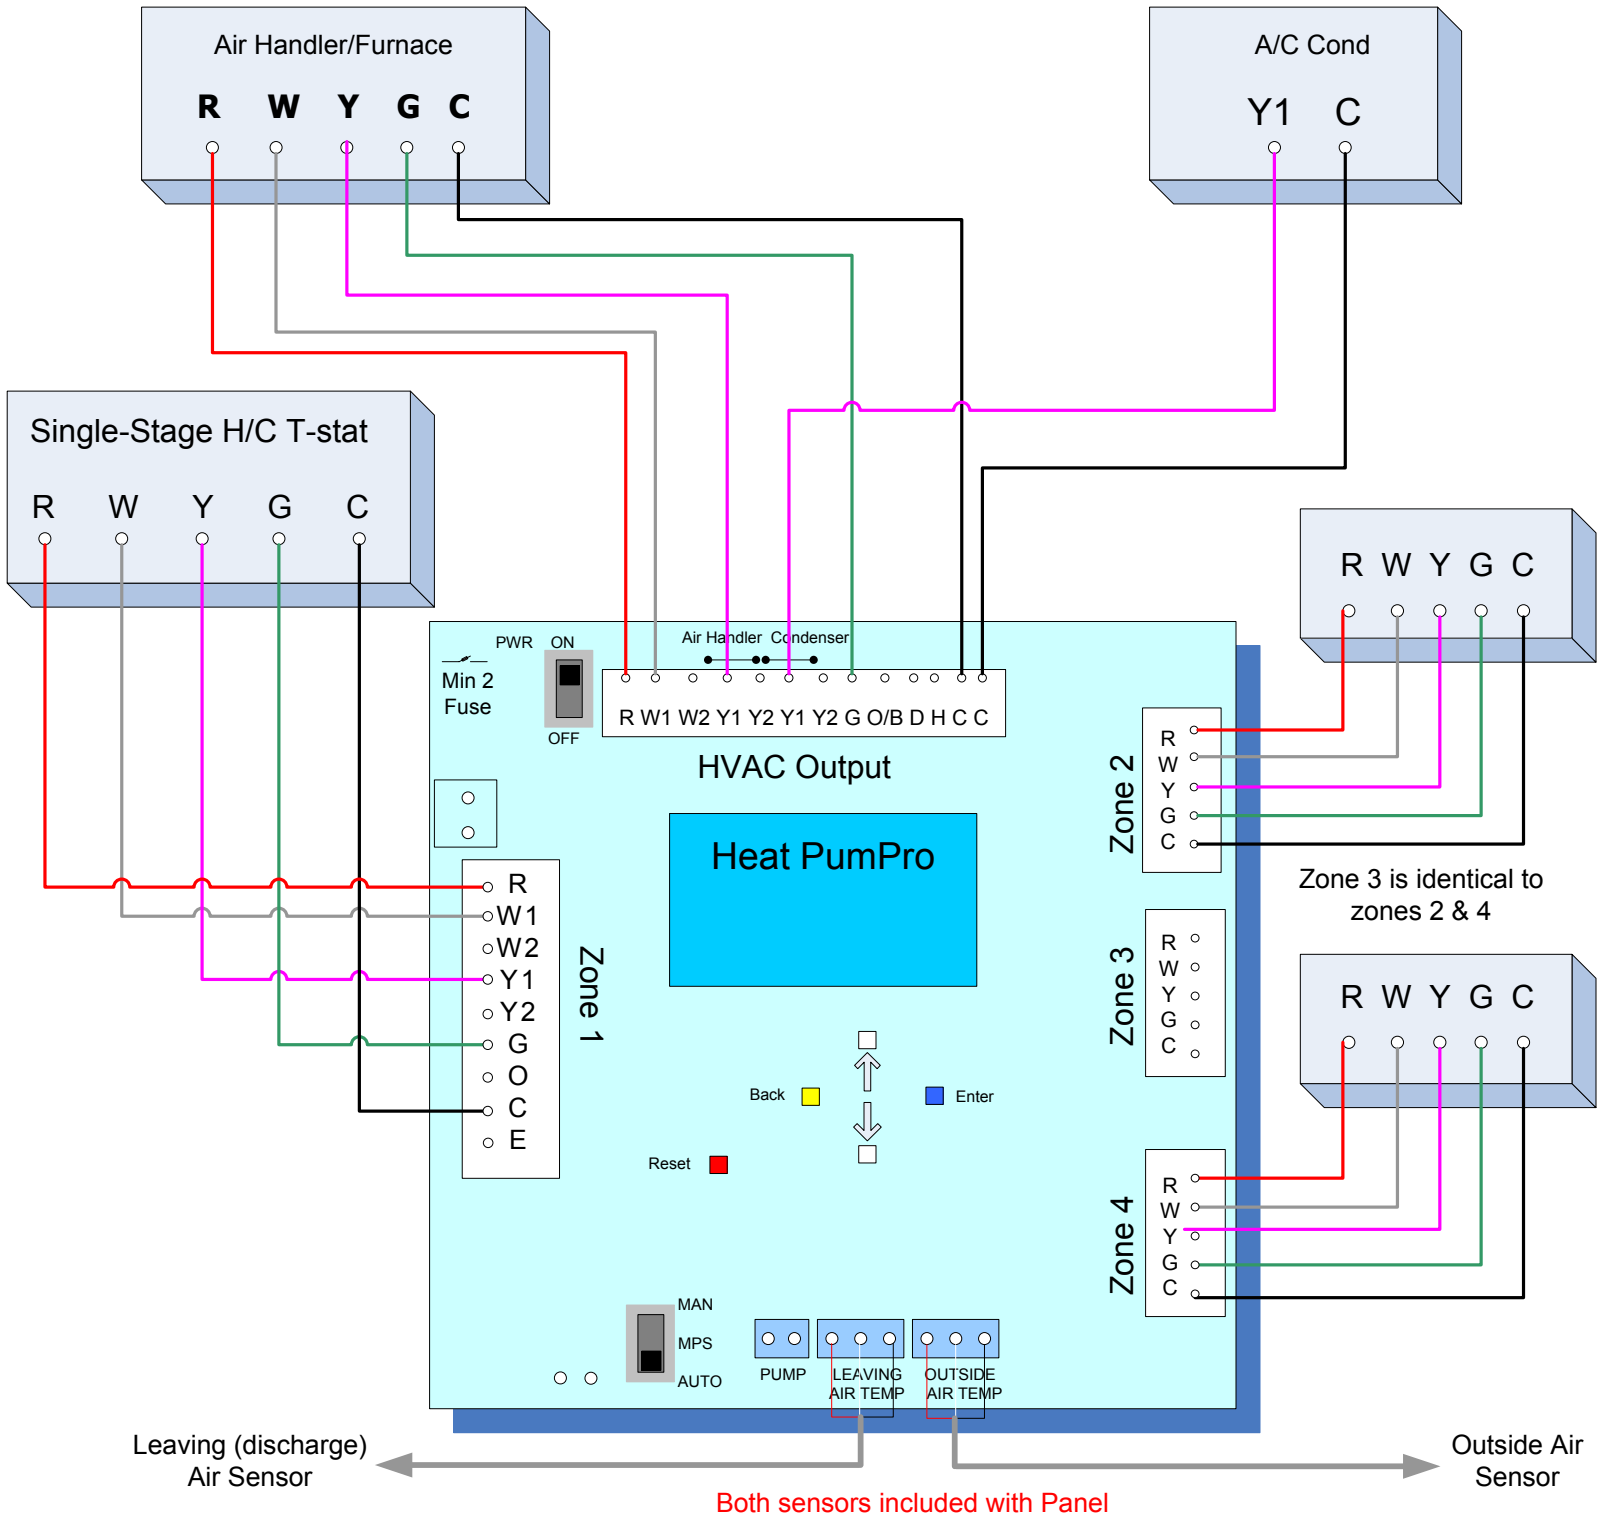 Air Handler/Furnace
R W Y G C
A/C Cond
Y1 C
Single-Stage H/C T-stat
R W Y G C
R W Y G C
PWR ON
Min 2
Fuse
OFF
Air Handler Condenser
R W1 W2 Y1 Y2 Y1 Y2 G O/B D H C C
HVAC Output
Heat PumPro
Zone 2
R
W
Y
G
C
Zone 3 is identical to
zones 2 & 4
R
W1
W2
Y1
Y2
G
O
C
E
Zone 1
Zone 3
R
W
Y
G
C
R W Y G C
Back
Enter
Reset
Zone 4
R
W
Y
G
C
MAN
MPS
AUTO
PUMP
LEAVING
AIR TEMP
OUTSIDE
AIR TEMP
Leaving (discharge)
Air Sensor
Outside Air
Sensor
Both sensors included with Panel